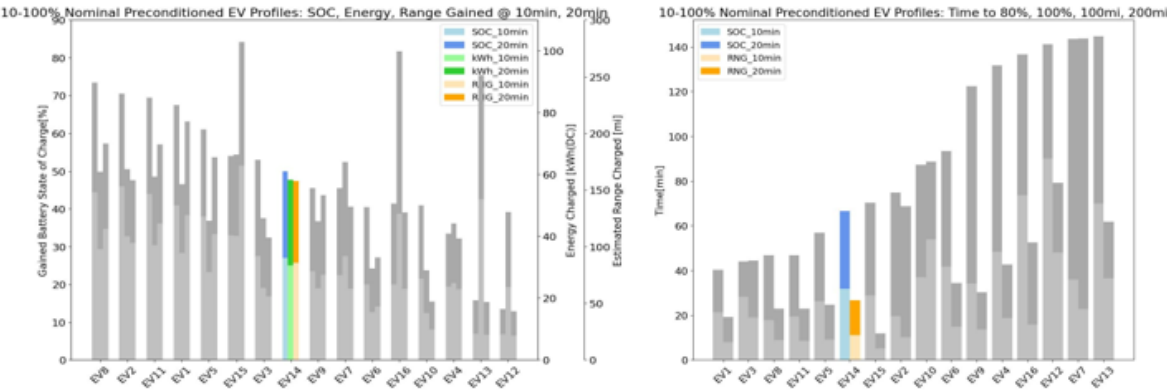 10-100% Nominal Preconditioned EV Profiles: SOC, Energy, Range Gained @ 10min, 20min
90
80
70
60
50
40
30
20
10
0
Gained Battery State of Charge[%]
SOC_10min
SOC_20min
kWh_10min
kWh_20min
RNG_10min
RNG_20min
100
80
60
40
20
0
Energy Charged [kWh(DC)]
300
250
200
150
100
50
0
Estimated Range Charged [mi]
EV8
EV2
EV11
EV1
EV5
EV15
EV3
EV14
EV9
EV7
EV6
EV16
EV10
EV4
EV13
EV12
10-100% Nominal Preconditioned EV Profiles: Time to 80%, 100%, 100mi, 200mi
140
120
100
80
60
40
20
0
Time[min]
SOC_10min
SOC_20min
RNG_10min
RNG_20min
EV1
EV3
EV8
EV11
EV5
EV14
EV15
EV2
EV10
EV6
EV9
EV4
EV16
EV12
EV7
EV13